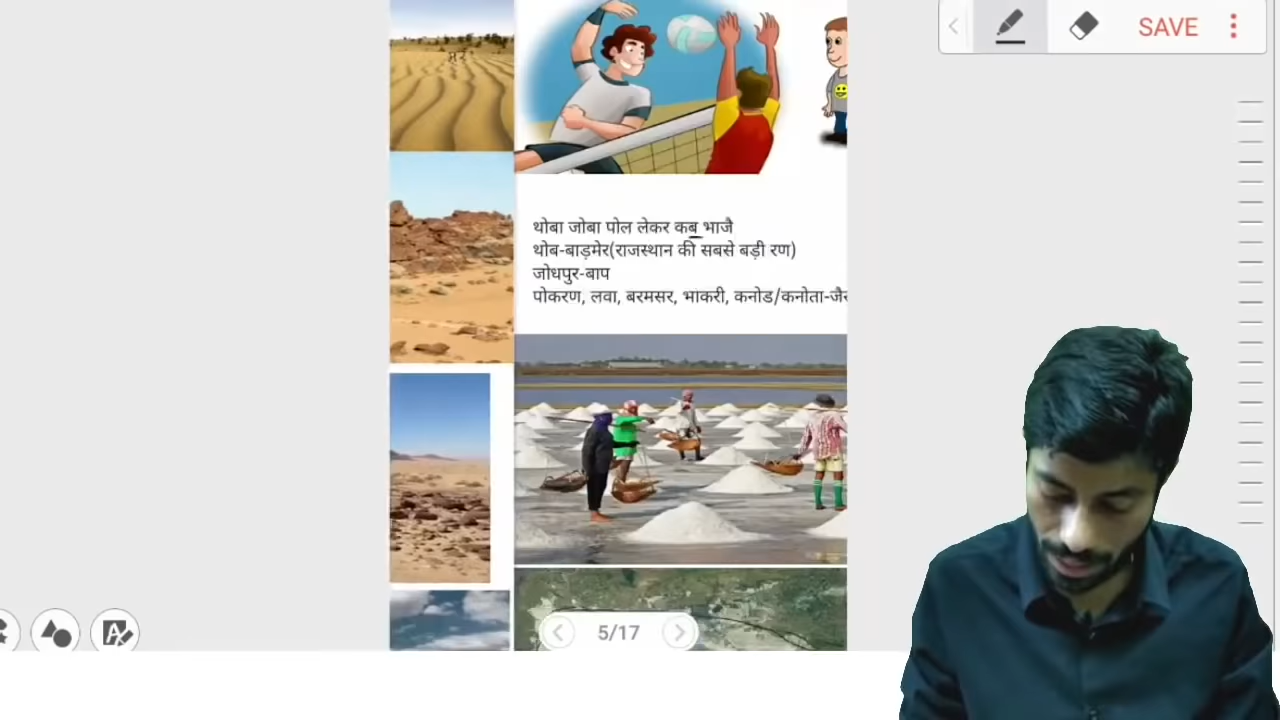 SAVE
थोबा जोबा पोल लेकर कब भाजै
थोब-बाड़मेर(राजस्थान की सबसे बड़ी रण)
जोधपुर-बाप
पोकरण, लवा, बरमसर, भाकरी, कनोड/कनोता-जै
5/17